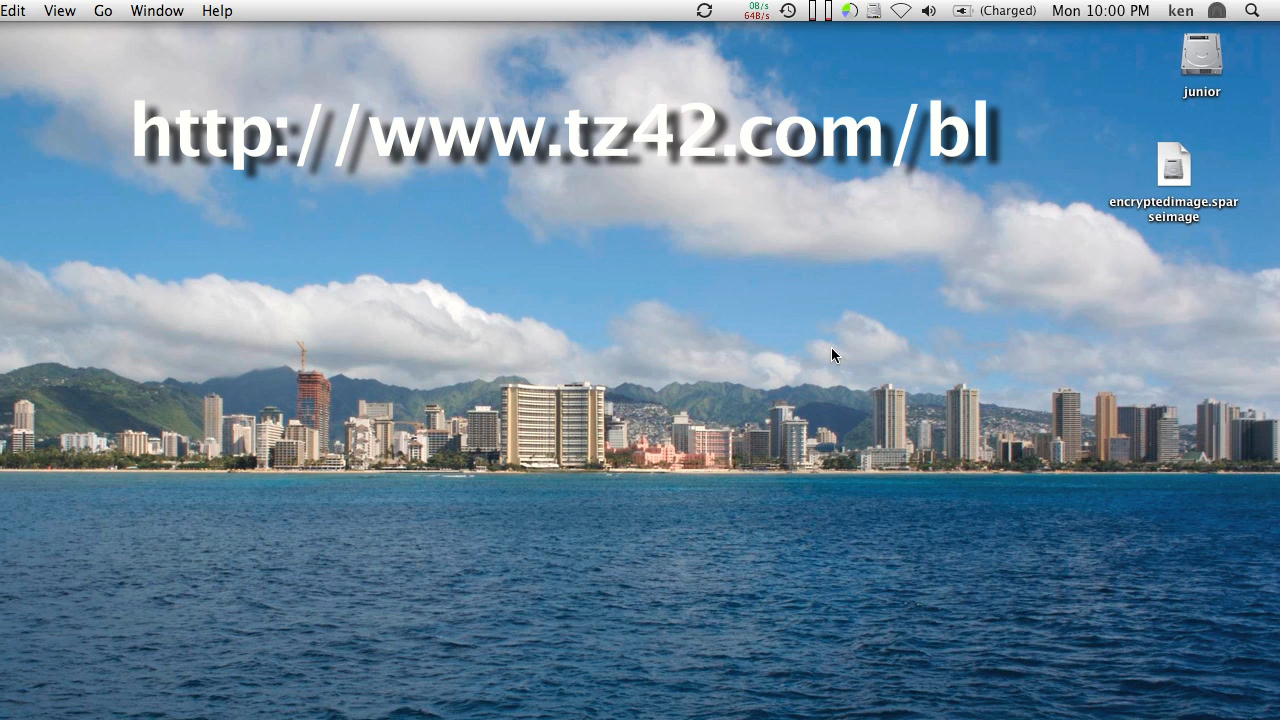 Edit View Go Window Help 0B/s 64B/s (Charged) Mon 10:00 PM ken
junior
http://www.tz42.com/bl
encryptedimage.spar
seimage